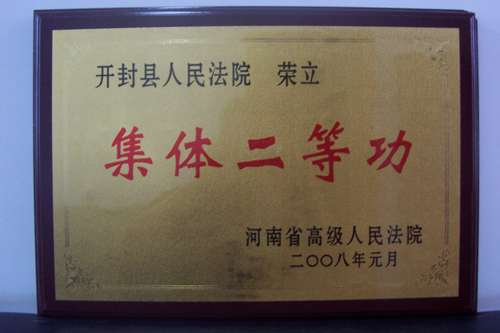 开封县人民法院 荣立
集体二等功
河南省高级人民法院
二〇〇八年元月